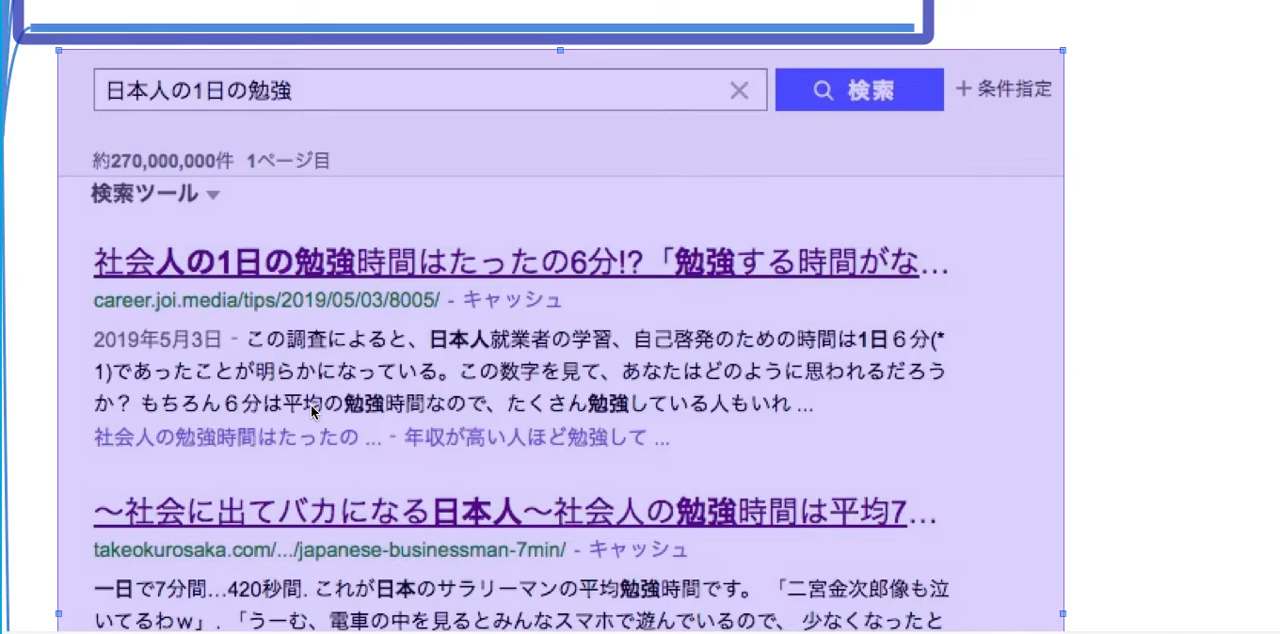 日本人の1日の勉強
検索
+条件指定
約270,000,000件 1ページ目
検索ツール
社会人の1日の勉強時間はたったの6分!?「勉強する時間がな...
career.joi.media/tips/2019/05/03/8005/ - キャッシュ
2019年5月3日 - この調査によると、日本人就業者の学習、自己啓発のための時間は1日６分(*
1)であったことが明らかになっている。この数字を見て、あなたはどのように思われるだろう
か？ もちろん６分は平均の勉強時間なので、たくさん勉強している人もいれ ...
社会人の勉強時間はたったの ... - 年収が高い人ほど勉強して ...
〜社会に出てバカになる日本人〜社会人の勉強時間は平均7...
takeokurosaka.com/.../japanese-businessman-7min/ - キャッシュ
一日で7分間...420秒間. これが日本のサラリーマンの平均勉強時間です。 「二宮金次郎像も泣
いてるわｗ」. 「うーむ、電車の中を見るとみんなスマホで遊んでいるので、 少なくなったと